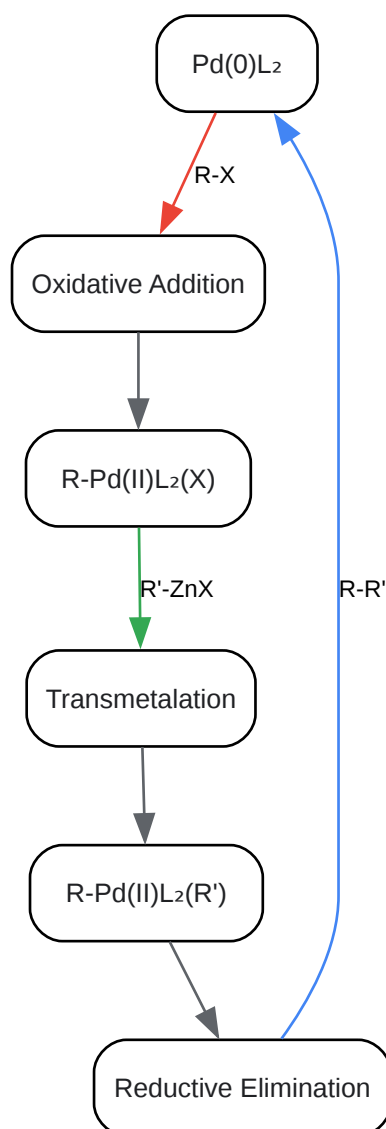 Pd(0)L₂
R-X
Oxidative Addition
R-Pd(II)L₂(X)
R'-ZnX
R-R'
Transmetalation
R-Pd(II)L₂(R')
Reductive Elimination